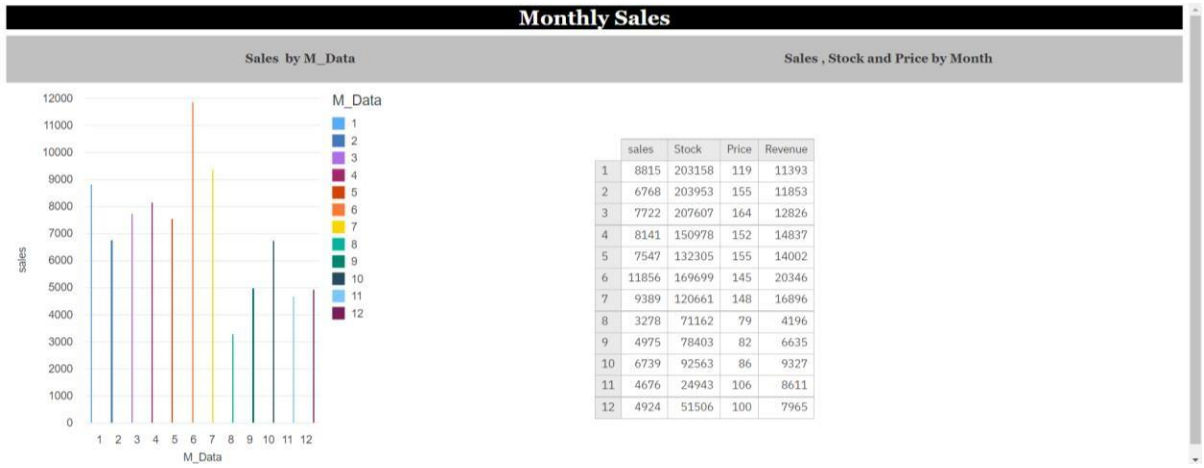 Monthly Sales
Sales by M_Data
Sales , Stock and Price by Month
12000
11000
10000
9000
8000
7000
6000
5000
4000
3000
2000
1000
0
sales
1 2 3 4 5 6 7 8 9 10 11 12
M_Data
M_Data
1
2
3
4
5
6
7
8
9
10
11
12
sales Stock Price Revenue
1 8815 203158 119 11393
2 6768 203953 155 11853
3 7722 207607 164 12826
4 8141 150978 152 14837
5 7547 132305 155 14002
6 11856 169699 145 20346
7 9389 120661 148 16896
8 3278 71162 79 4196
9 4975 78403 82 6635
10 6739 92563 86 9327
11 4676 24943 106 8611
12 4924 51506 100 7965